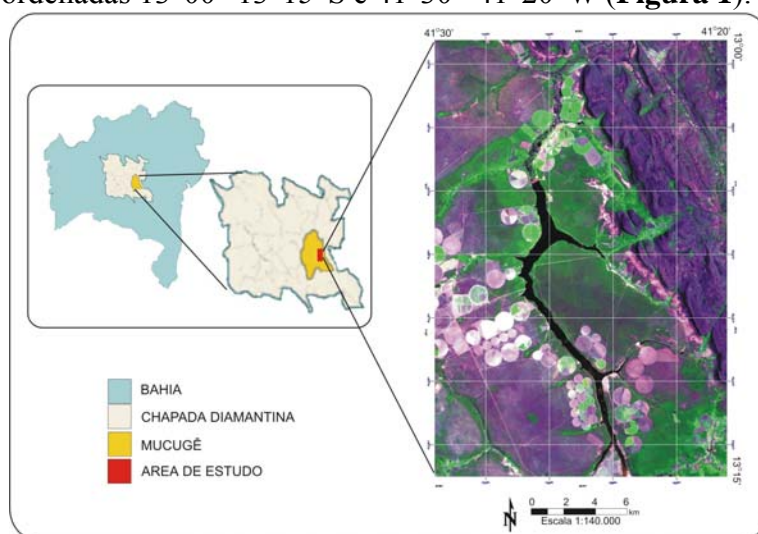 ordenadas 13°00’ 13°15’ S e 41°30’ 41°20’ W (Figura 1).
41°30'
41°20'
13°00'
BAHIA
CHAPADA DIAMANTINA
MUCUGÊ
AREA DE ESTUDO
13°15'
N
0 2 4 6
km
Escala 1:140.000